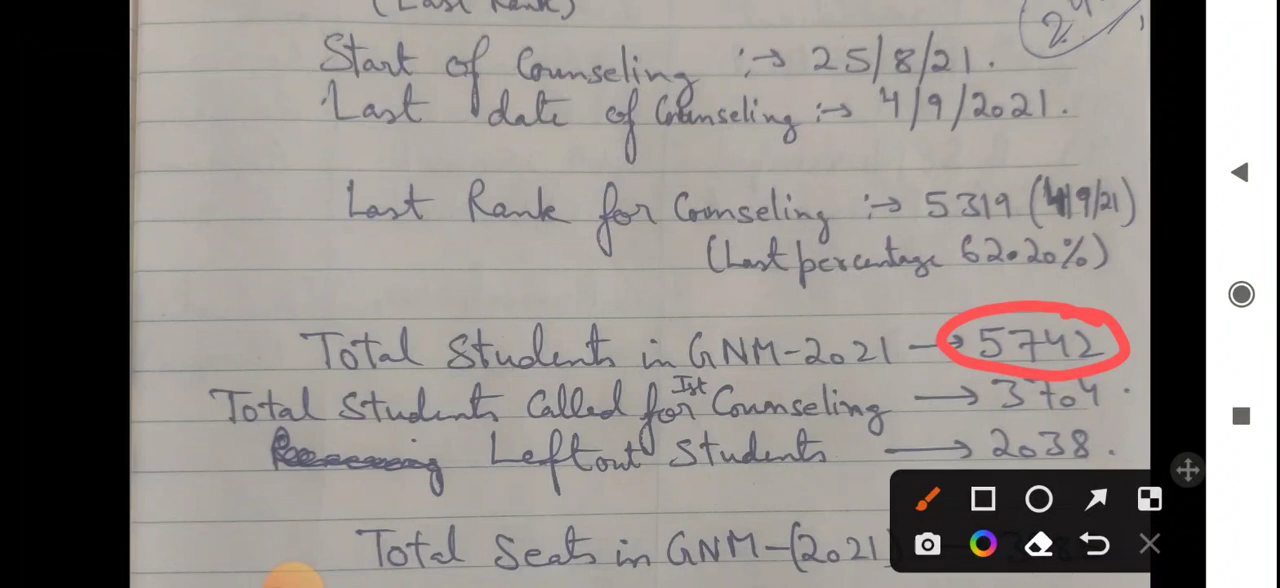 (Last Rank)
Start of Counseling :→ 25/8/21.
Last date of Counseling :→ 4/9/2021.
Last Rank for Counseling :→ 5319 (4/9/21)
(Last percentage 62.20%)
Total Students in GNM-2021 → 5742
Total Students Called for Ist Counseling → 3704.
Leftout Students → 2038.
Total Seats in GNM-(2021)